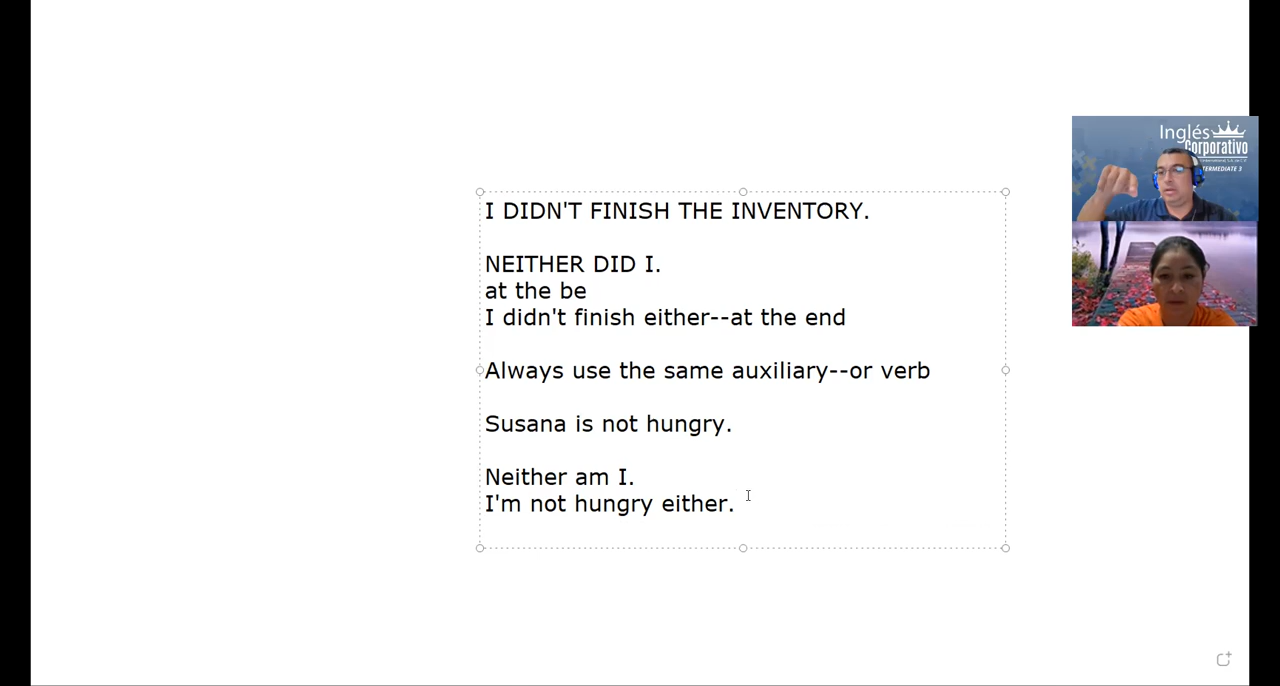 I DIDN'T FINISH THE INVENTORY.
NEITHER DID I.
at the be
I didn't finish either--at the end
Always use the same auxiliary--or verb
Susana is not hungry.
Neither am I.
I'm not hungry either.
Inglés
Corporativo